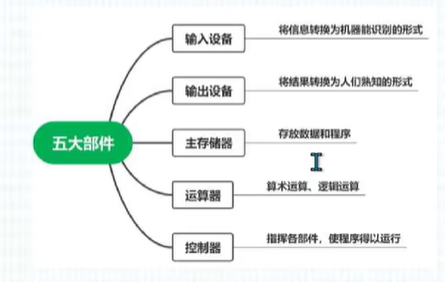 输入设备
将信息转换为机器能识别的形式
输出设备
将结果转换为人们熟知的形式
五大部件
主存储器
存放数据和程序
运算器
算术运算、逻辑运算
控制器
指挥各部件，使程序得以运行